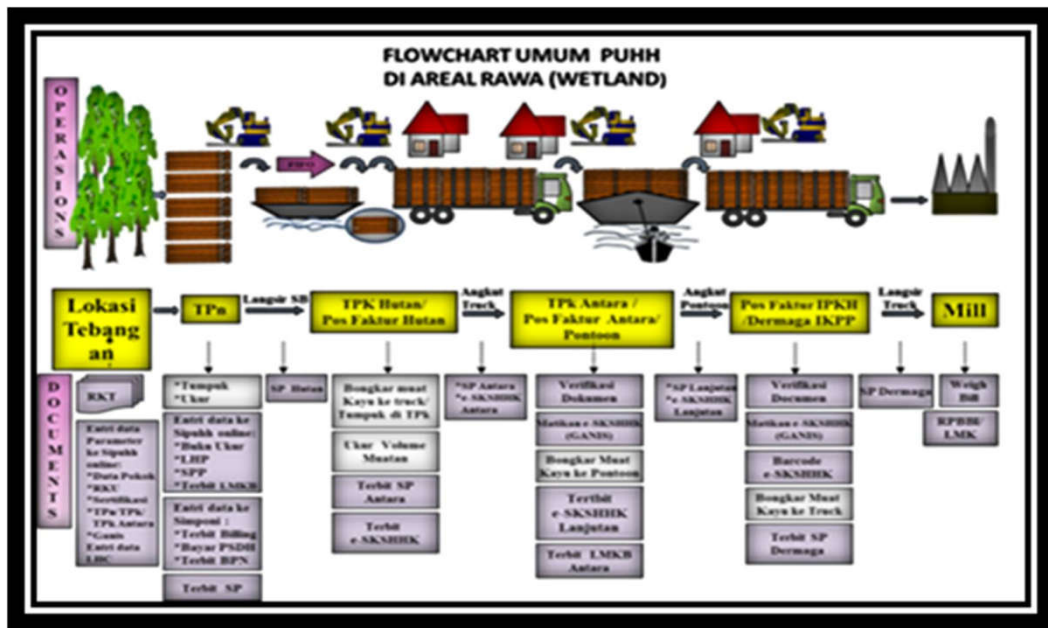 FLOWCHART UMUM PUHH
DI AREAL RAWA (WETLAND)
OPERASIONS
FIFO
Lokasi
Tebang
an
TPn
Langsir SB
TPK Hutan/
Pos Faktur Hutan
Angkut
Truck
TPk Antara /
Pos Faktur Antara/
Pontoon
Angkut
Pontoon
Pos Faktur IPKH
/Dermaga IKPP
Langsir
Truck
Mill
DOCUMENTS
RKT
Entri data
Parameter
ke Sipuhh
online:
*Data Pokok
*RKU
*Sertifikasi
*TPn/TPk/
TPk Antara
*Ganis
Entri data
LHC
*Tumpuk
*Ukur
Entri data ke
Sipuhh online:
*Buku Ukur
*LHP
*SPP
*Terbit LMKB
Entri data ke
Simponi :
*Terbit Billing
*Bayar PSDH
*Terbit BPN
Terbit SP
SP Hutan
Bongkar muat
Kayu ke truck/
Tumpuk di TPk
Ukur Volume
Muatan
Terbit SP
Antara
Terbit
e-SKSHHK
*SP Antara
*e-SKSHHK
Antara
Verifikasi
Dokumen
Matikan e-SKSHHK
(GANIS)
Bongkar Muat
Kayu ke Pontoon
Tertbit
e-SKSHHK
Lanjutan
Terbit LMKB
Antara
*SP Lanjutan
*e-SKSHHK
Lanjutan
Verifikasi
Documen
Matikan e-SKSHHK
(GANIS)
Barcode
e-SKSHHK
Bongkar Muat
Kayu ke Truck
Terbit SP
Dermaga
SP Dermaga
Weigh
Bill
RPBBI/
LMK